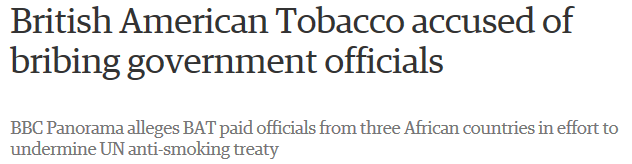 British American Tobacco accused of
bribing government officials
BBC Panorama alleges BAT paid officials from three African countries in effort to
undermine UN anti-smoking treaty